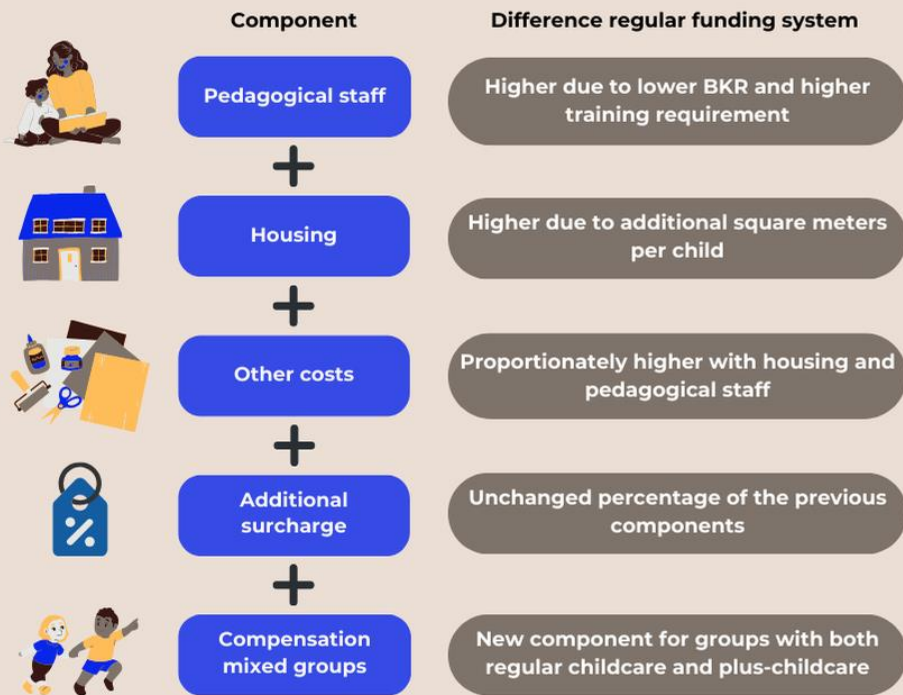 Component
Difference regular funding system
Pedagogical staff
Higher due to lower BKR and higher
training requirement
Housing
Higher due to additional square meters
per child
Other costs
Proportionately higher with housing and
pedagogical staff
Additional
surcharge
Unchanged percentage of the previous
components
Compensation
mixed groups
New component for groups with both
regular childcare and plus-childcare